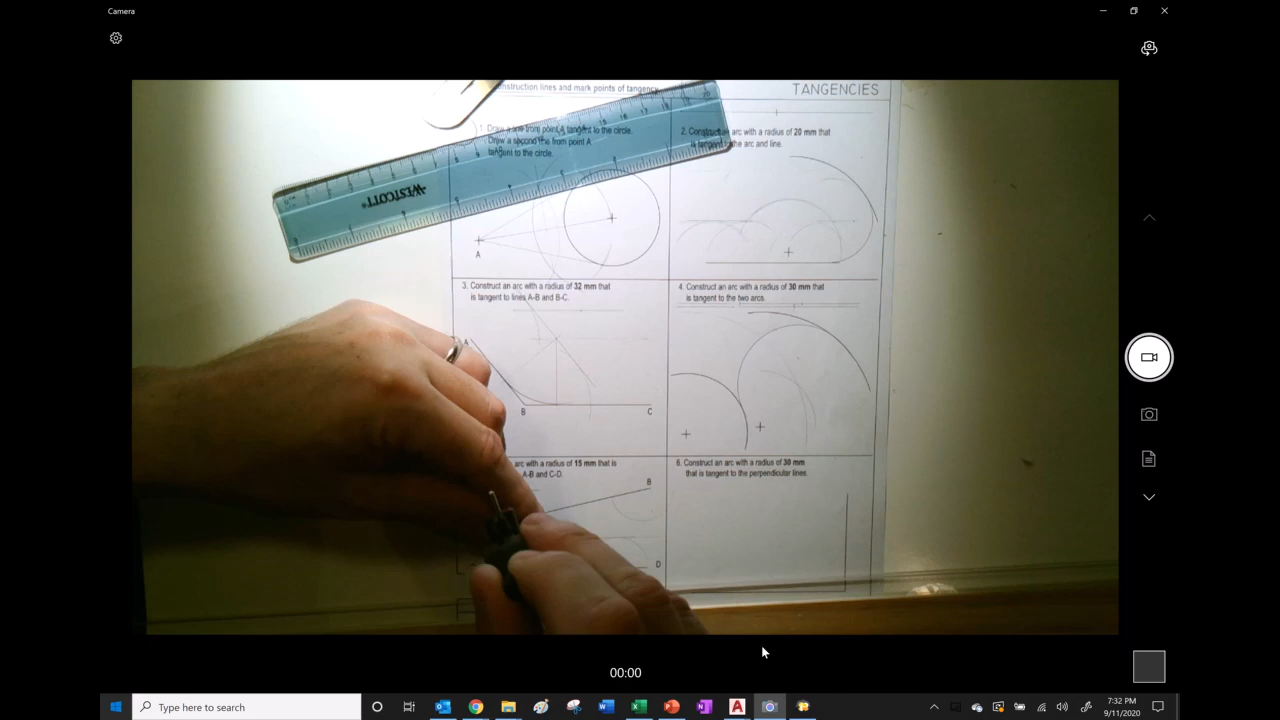 Camera
onstruction lines and mark points of tangency
TANGENCIES
1. Draw a line from point A tangent to the circle.
Draw a second line from point A
tangent to the circle.
2. Construct an arc with a radius of 20 mm that
is tangent to the arc and line.
WESTCOTT
A
3. Construct an arc with a radius of 32 mm that
is tangent to lines A-B and B-C.
4. Construct an arc with a radius of 30 mm that
is tangent to the two arcs.
A
B
C
arc with a radius of 15 mm that is
A-B and C-D.
6. Construct an arc with a radius of 30 mm
that is tangent to the perpendicular lines.
B
D
00:00
Type here to search
7:32 PM
9/11/2020